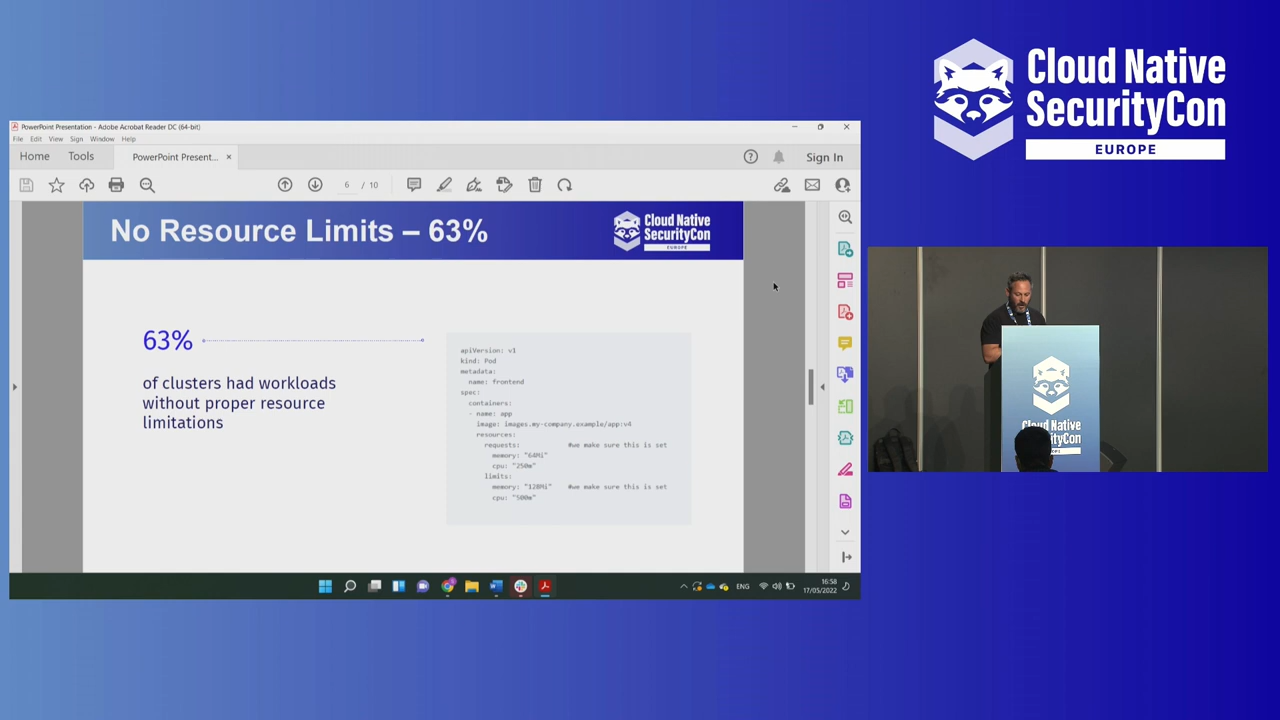 Cloud Native
SecurityCon
EUROPE
PowerPoint Presentation - Adobe Acrobat Reader DC (64-bit)
File Edit View Sign Window Help
Home Tools PowerPoint Present... × Sign In
6 / 10
No Resource Limits – 63%
Cloud Native
SecurityCon
EUROPE
63%
of clusters had workloads
without proper resource
limitations
apiVersion: v1
kind: Pod
metadata:
name: frontend
spec:
containers:
- name: app
image: images.my-company.example/app:v4
resources:
requests: #we make sure this is set
memory: "64Mi"
cpu: "250m"
limits:
memory: "128Mi" #we make sure this is set
cpu: "500m"
ENG
16:58
17/05/2022
Cloud Native
SecurityCon